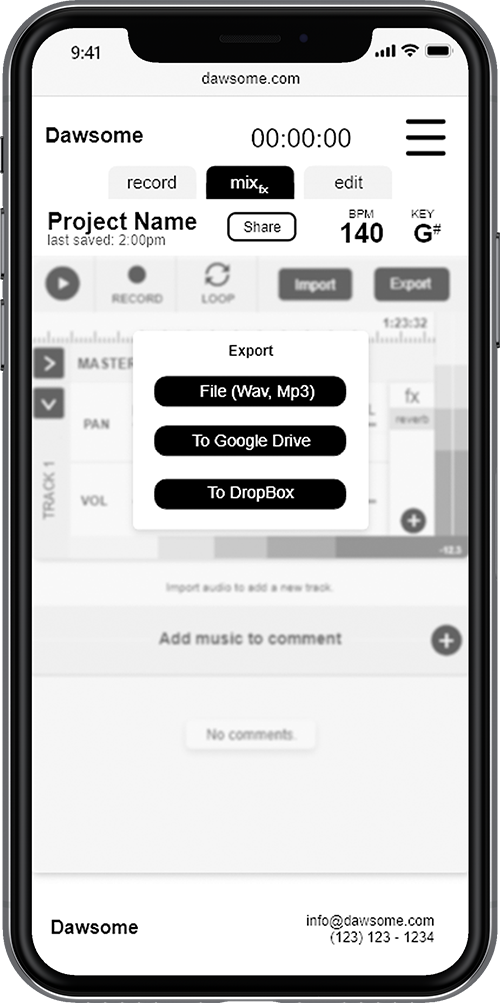 9:41
dawsome.com
Dawsome
00:00:00
record
mix fx
edit
Project Name
last saved: 2:00pm
Share
BPM
140
KEY
G#
RECORD
LOOP
Import
Export
1:23:32
MASTER
Export
File (Wav, Mp3)
To Google Drive
To DropBox
TRACK 1
PAN
L
fx
reverb
VOL
-12.3
Import audio to add a new track.
Add music to comment
No comments.
Dawsome
info@dawsome.com
(123) 123 - 1234